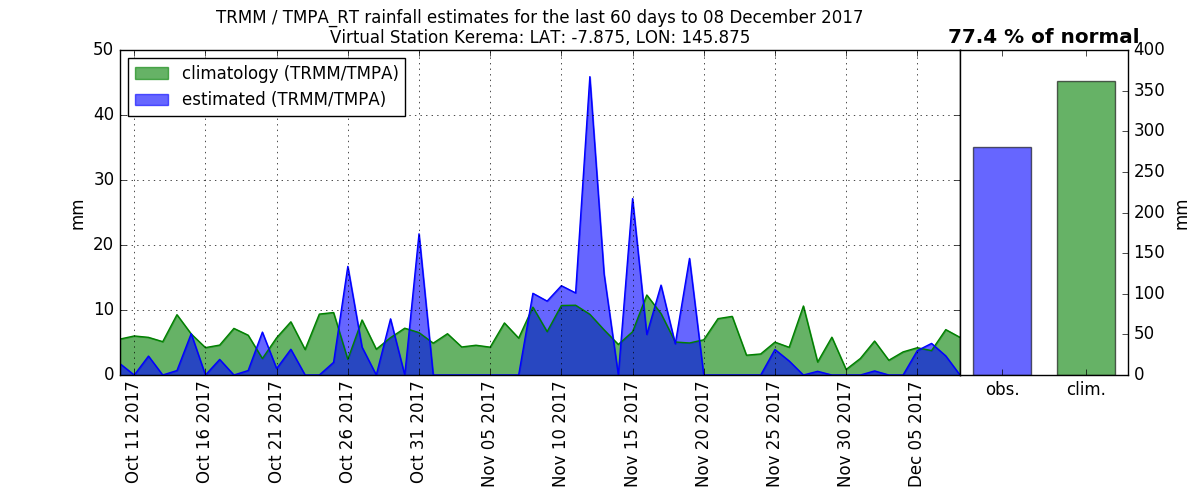 TRMM / TMPA_RT rainfall estimates for the last 60 days to 08 December 2017
Virtual Station Kerema: LAT: -7.875, LON: 145.875
77.4 % of normal
climatology (TRMM/TMPA)
estimated (TRMM/TMPA)
50
40
30
20
10
0
mm
Oct 11 2017
Oct 16 2017
Oct 21 2017
Oct 26 2017
Oct 31 2017
Nov 05 2017
Nov 10 2017
Nov 15 2017
Nov 20 2017
Nov 25 2017
Nov 30 2017
Dec 05 2017
obs.
clim.
400
350
300
250
200
150
100
50
0
mm